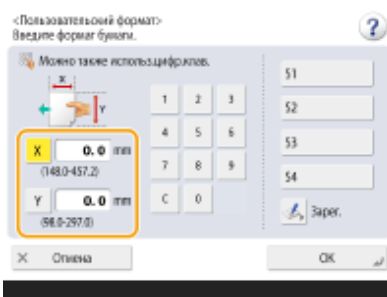 <Пользовательский формат>
Введите формат бумаги.
?
Можно также использ.цифр.клав.
X
Y
X 0. 0 mm
(148.0-457.2)
Y 0. 0 mm
(98.0-297.0)
1 2 3
4 5 6
7 8 9
C 0
S1
S2
S3
S4
Зарег.
× Отмена
OK